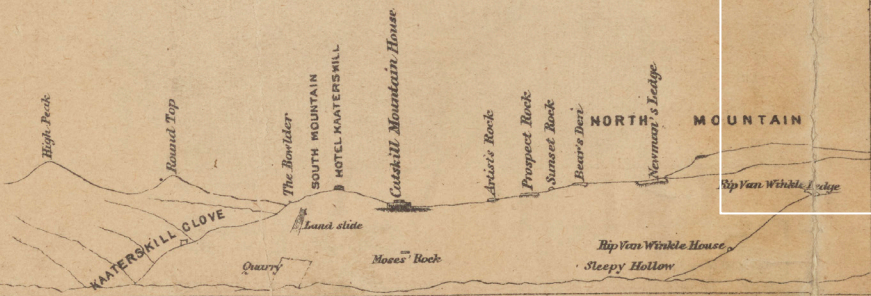 High Peak
Round Top
KAATERSKILL CLOVE
The Bowlder
Land slide
Quarry
SOUTH MOUNTAIN
HOTEL KAATERSKILL
Catskill Mountain House
Moses' Rock
Artist's Rock
Prospect Rock
Sunset Rock
Bear's Den
NORTH MOUNTAIN
Newman's Ledge
Rip Van Winkle Ledge
Rip Van Winkle House
Sleepy Hollow